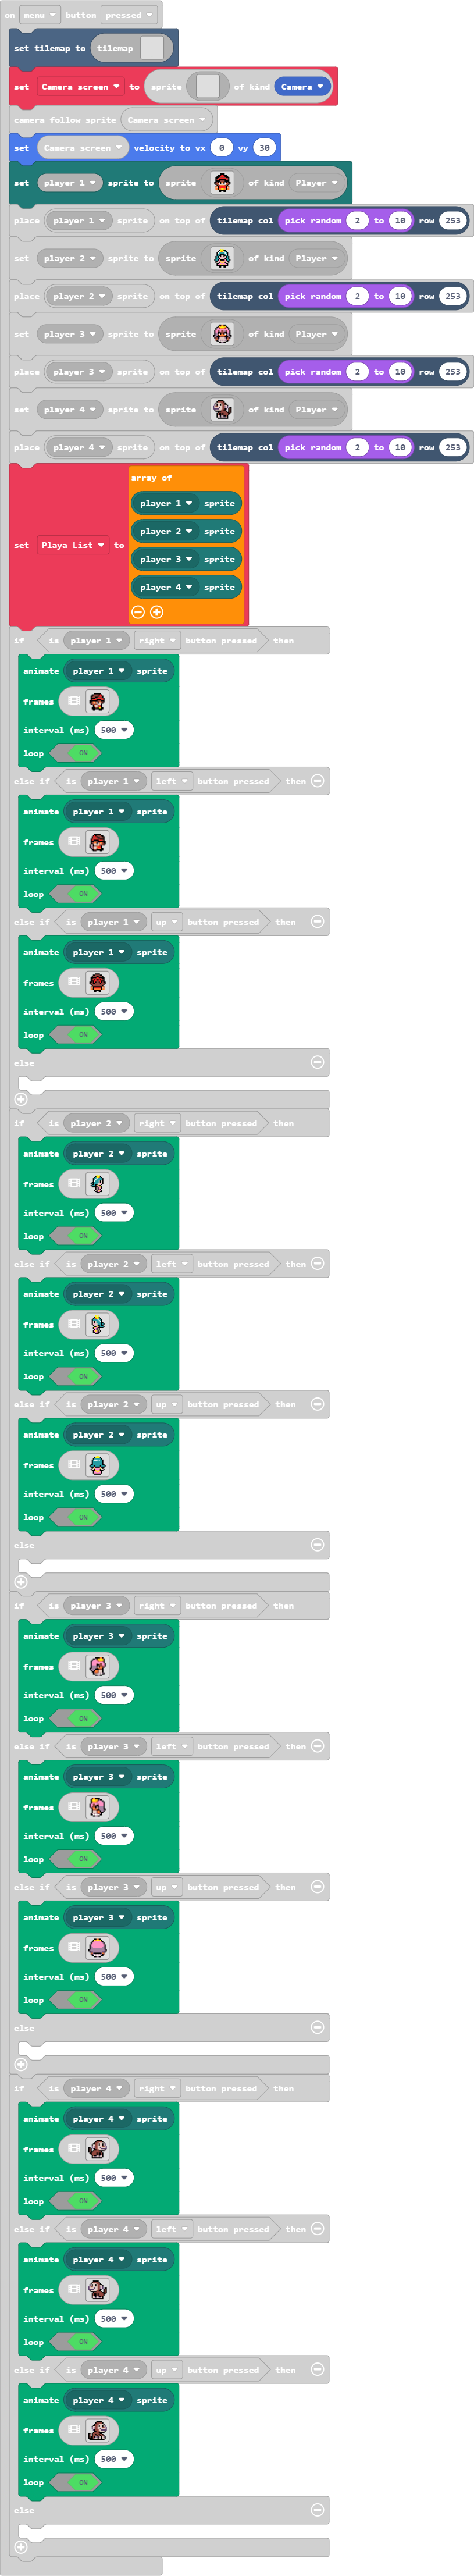 on menu button pressed
set tilemap to tilemap
set Camera screen to sprite of kind Camera
camera follow sprite Camera screen
set Camera screen velocity to vx 0 vy 30
set player 1 sprite to sprite of kind Player
place player 1 sprite on top of tilemap col pick random 2 to 10 row 253
set player 2 sprite to sprite of kind Player
place player 2 sprite on top of tilemap col pick random 2 to 10 row 253
set player 3 sprite to sprite of kind Player
place player 3 sprite on top of tilemap col pick random 2 to 10 row 253
set player 4 sprite to sprite of kind Player
place player 4 sprite on top of tilemap col pick random 2 to 10 row 253
array of
player 1 sprite
player 2 sprite
set Playa List to
player 3 sprite
player 4 sprite
if is player 1 right button pressed then
animate player 1 sprite
frames
interval (ms) 500
loop ON
else if is player 1 left button pressed then
animate player 1 sprite
frames
interval (ms) 500
loop ON
else if is player 1 up button pressed then
animate player 1 sprite
frames
interval (ms) 500
loop ON
else
if is player 2 right button pressed then
animate player 2 sprite
frames
interval (ms) 500
loop ON
else if is player 2 left button pressed then
animate player 2 sprite
frames
interval (ms) 500
loop ON
else if is player 2 up button pressed then
animate player 2 sprite
frames
interval (ms) 500
loop ON
else
if is player 3 right button pressed then
animate player 3 sprite
frames
interval (ms) 500
loop ON
else if is player 3 left button pressed then
animate player 3 sprite
frames
interval (ms) 500
loop ON
else if is player 3 up button pressed then
animate player 3 sprite
frames
interval (ms) 500
loop ON
else
if is player 4 right button pressed then
animate player 4 sprite
frames
interval (ms) 500
loop ON
else if is player 4 left button pressed then
animate player 4 sprite
frames
interval (ms) 500
loop ON
else if is player 4 up button pressed then
animate player 4 sprite
frames
interval (ms) 500
loop ON
else